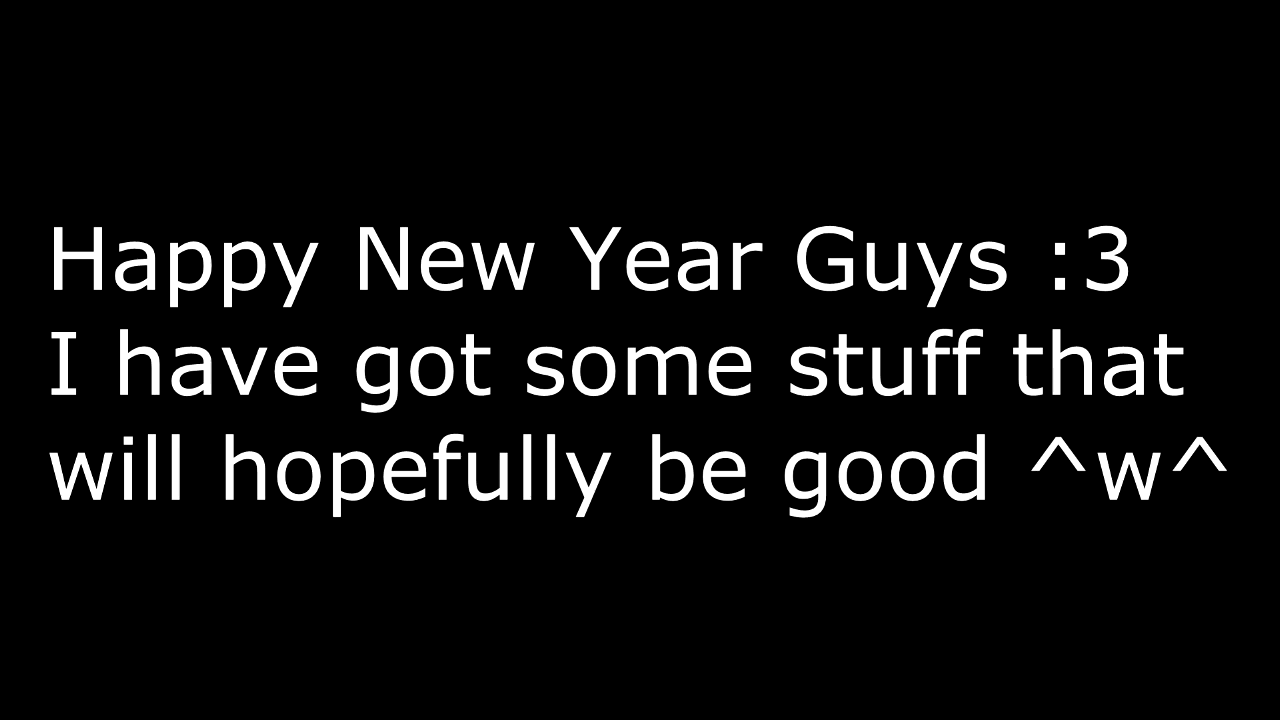 Happy New Year Guys :3
I have got some stuff that
will hopefully be good ^w^